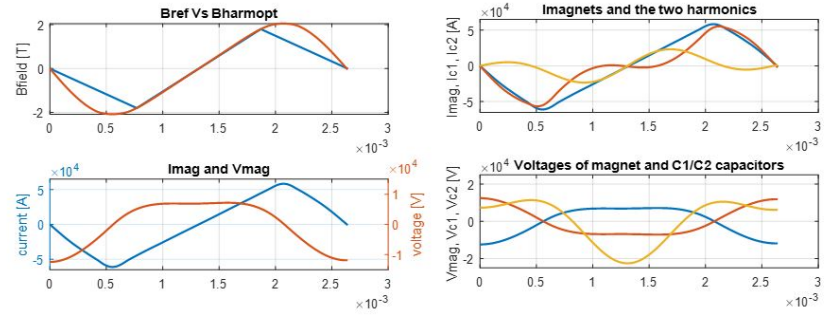 Bref Vs Bharmopt
Bfield [T]
2
0
-2
0 0.5 1 1.5 2 2.5 3
×10⁻³
Imagnets and the two harmonics
×10⁴
Imag, Ic1, Ic2 [A]
5
0
-5
0 0.5 1 1.5 2 2.5 3
×10⁻³
Imag and Vmag
×10⁴
×10⁴
current [A]
5
0
-5
voltage [V]
1
0
-1
0 0.5 1 1.5 2 2.5 3
×10⁻³
Voltages of magnet and C1/C2 capacitors
×10⁴
Vmag, Vc1, Vc2 [V]
2
0
-2
0 0.5 1 1.5 2 2.5 3
×10⁻³